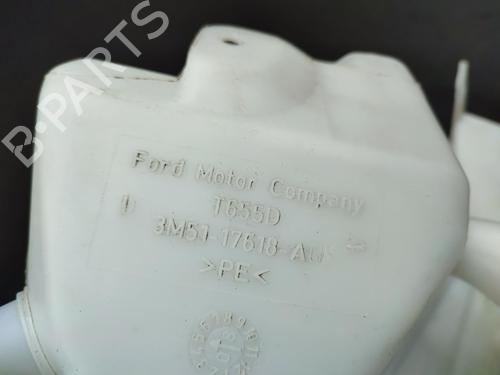 B-PARTS
Ford Motor Company
T655D
D 3M51-17618-
>PE<